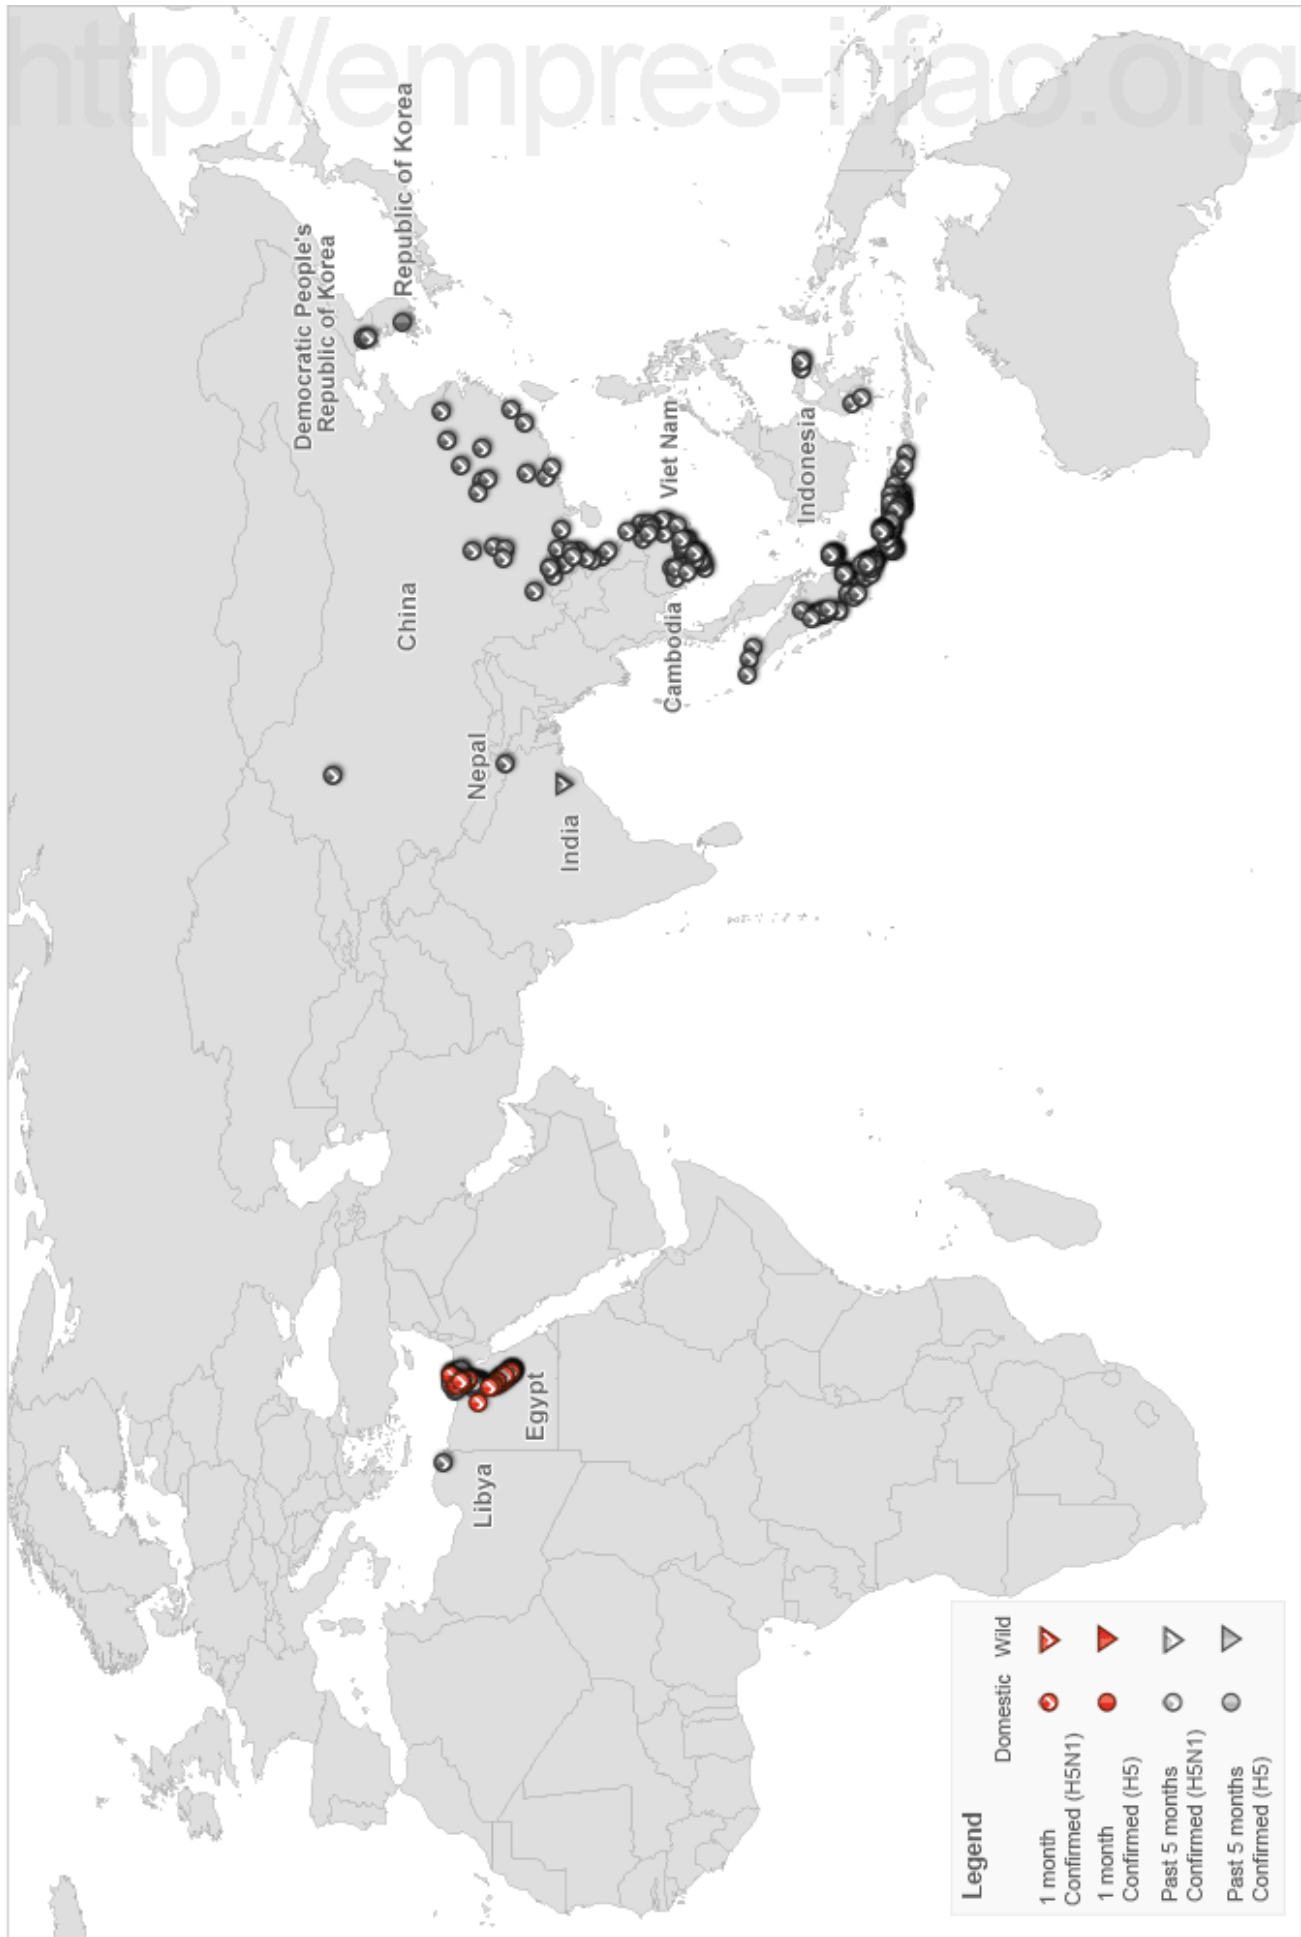 http://empres-i.fao.org
Democratic People's
Republic of Korea
Republic of Korea
China
Nepal
India
Viet Nam
Cambodia
Indonesia
Libya
Egypt
Legend
Domestic Wild
1 month
Confirmed (H5N1)
1 month
Confirmed (H5)
Past 5 months
Confirmed (H5N1)
Past 5 months
Confirmed (H5)